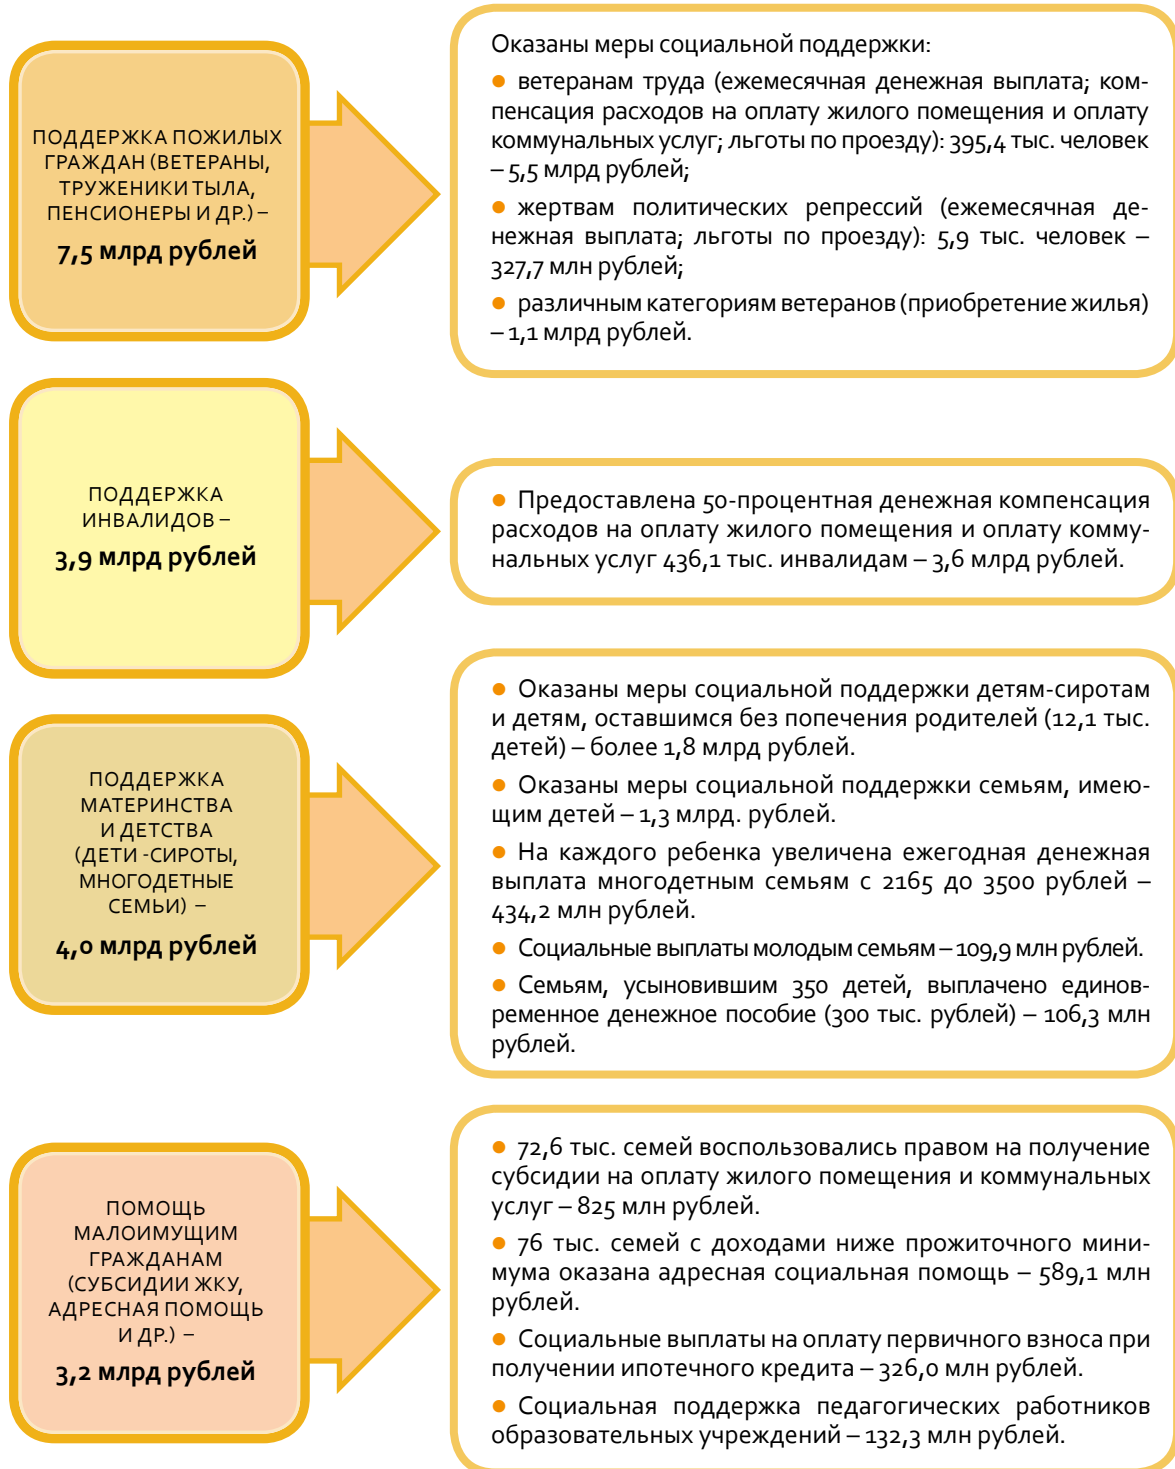 ПОДДЕРЖКА ПОЖИЛЫХ
ГРАЖДАН (ВЕТЕРАНЫ,
ТРУЖЕНИКИ ТЫЛА,
ПЕНСИОНЕРЫ И ДР.) –
7,5 млрд рублей
Оказаны меры социальной поддержки:
● ветеранам труда (ежемесячная денежная выплата; ком-
пенсация расходов на оплату жилого помещения и оплату
коммунальных услуг; льготы по проезду): 395,4 тыс. человек
– 5,5 млрд рублей;
● жертвам политических репрессий (ежемесячная де-
нежная выплата; льготы по проезду): 5,9 тыс. человек –
327,7 млн рублей;
● различным категориям ветеранов (приобретение жилья)
– 1,1 млрд рублей.
ПОДДЕРЖКА
ИНВАЛИДОВ –
3,9 млрд рублей
● Предоставлена 50-процентная денежная компенсация
расходов на оплату жилого помещения и оплату комму-
нальных услуг 436,1 тыс. инвалидам – 3,6 млрд рублей.
ПОДДЕРЖКА
МАТЕРИНСТВА
И ДЕТСТВА
(ДЕТИ -СИРОТЫ,
МНОГОДЕТНЫЕ
СЕМЬИ) –
4,0 млрд рублей
● Оказаны меры социальной поддержки детям-сиротам
и детям, оставшимся без попечения родителей (12,1 тыс.
детей) – более 1,8 млрд рублей.
● Оказаны меры социальной поддержки семьям, имею-
щим детей – 1,3 млрд. рублей.
● На каждого ребенка увеличена ежегодная денежная
выплата многодетным семьям с 2165 до 3500 рублей –
434,2 млн рублей.
● Социальные выплаты молодым семьям – 109,9 млн рублей.
● Семьям, усыновившим 350 детей, выплачено единов-
ременное денежное пособие (300 тыс. рублей) – 106,3 млн
рублей.
ПОМОЩЬ
МАЛОИМУЩИМ
ГРАЖДАНАМ
(СУБСИДИИ ЖКУ,
АДРЕСНАЯ ПОМОЩЬ
И ДР.) –
3,2 млрд рублей
● 72,6 тыс. семей воспользовались правом на получение
субсидии на оплату жилого помещения и коммунальных
услуг – 825 млн рублей.
● 76 тыс. семей с доходами ниже прожиточного мини-
мума оказана адресная социальная помощь – 589,1 млн
рублей.
● Социальные выплаты на оплату первичного взноса при
получении ипотечного кредита – 326,0 млн рублей.
● Социальная поддержка педагогических работников
образовательных учреждений – 132,3 млн рублей.